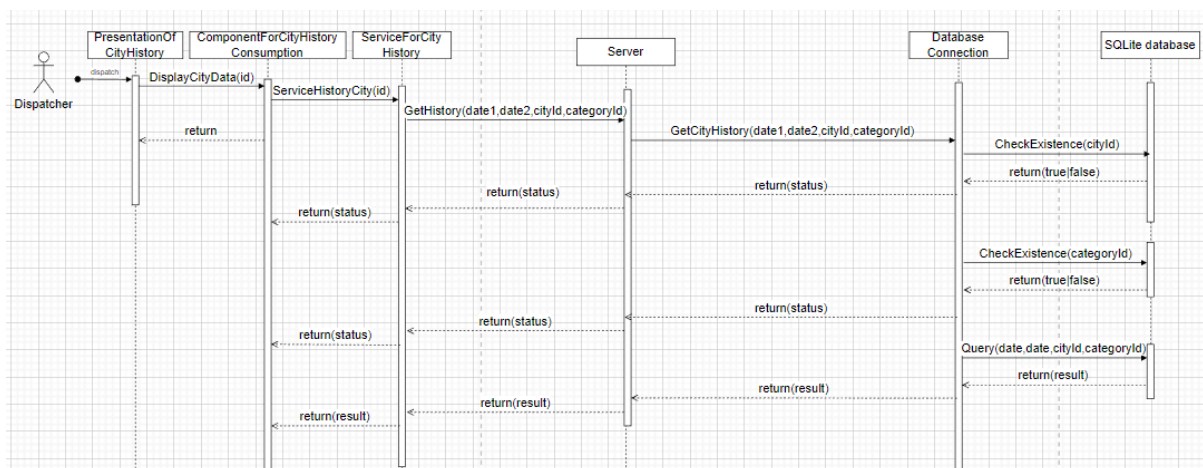 PresentationOf
CityHistory
ComponentForCityHistory
Consumption
ServiceForCity
History
Server
Database
Connection
SQLite database
Dispatcher
dispatch
DisplayCityData(id)
ServiceHistoryCity(id)
GetHistory(date1,date2,cityId,categoryId)
return
GetCityHistory(date1,date2,cityId,categoryId)
CheckExistence(cityId)
return(true|false)
return(status)
return(status)
return(status)
CheckExistence(categoryId)
return(true|false)
return(status)
return(status)
return(status)
Query(date,date,cityId,categoryId)
return(result)
return(result)
return(result)
return(result)